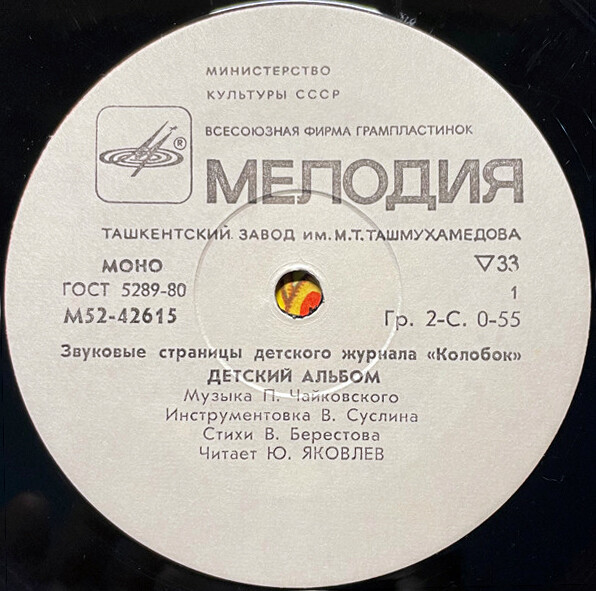 МИНИСТЕРСТВО
КУЛЬТУРЫ СССР
ВСЕСОЮЗНАЯ ФИРМА ГРАМПЛАСТИНОК
®
МЕЛОДИЯ
ТАШКЕНТСКИЙ ЗАВОД ИМ. М.Т. ТАШМУХАМЕДОВА
МОНО ▽33
ГОСТ 5289-80 1
М52-42615 Гр. 2-С. 0-55
Звуковые страницы детского журнала «Колобок»
ДЕТСКИЙ АЛЬБОМ
Музыка П. Чайковского
Инструментовка В. Суслина
Стихи В. Берестова
Читает Ю. ЯКОВЛЕВ